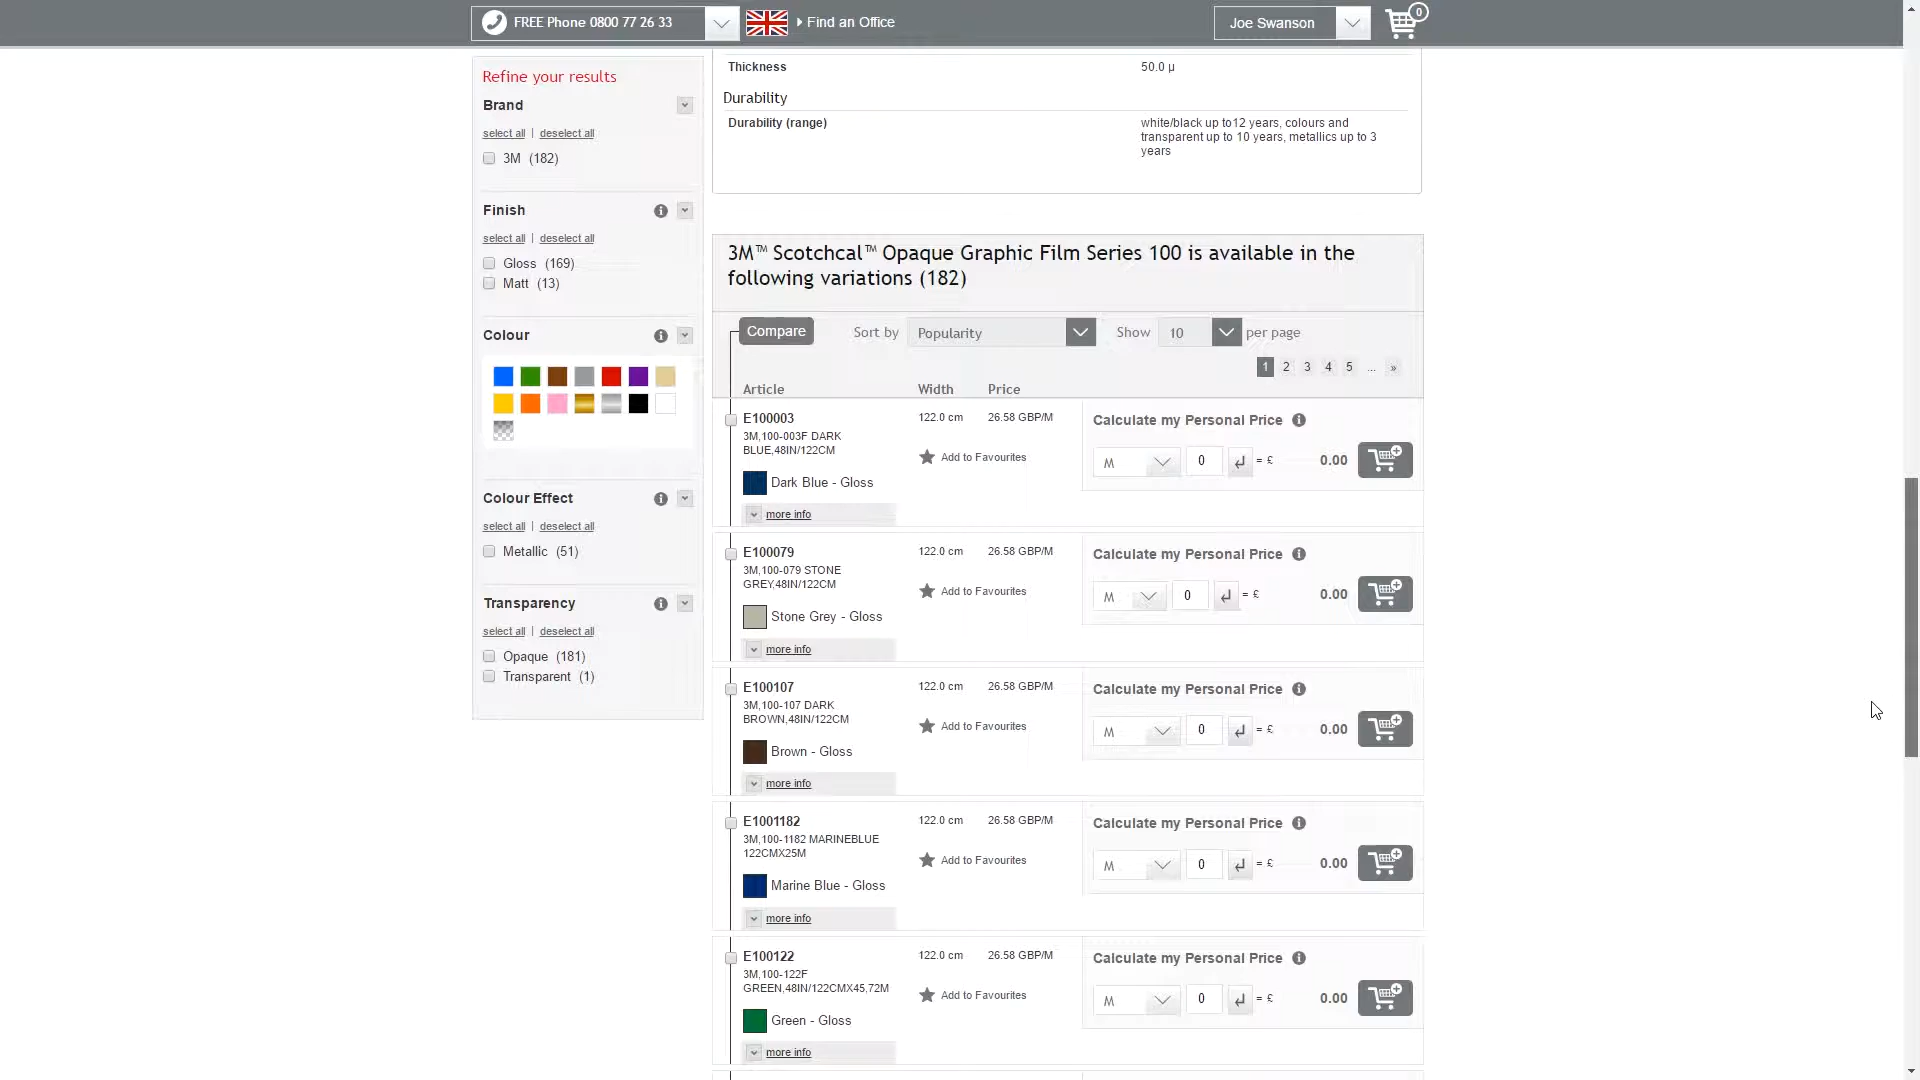 FREE Phone 0800 77 26 33
Find an Office
Joe Swanson
0
Refine your results
Brand
select all | deselect all
3M (182)
Finish
select all | deselect all
Gloss (169)
Matt (13)
Colour
Colour Effect
select all | deselect all
Metallic (51)
Transparency
select all | deselect all
Opaque (181)
Transparent (1)
Thickness 50.0 µ
Durability
Durability (range) white/black up to12 years, colours and
transparent up to 10 years, metallics up to 3
years
3M™ Scotchcal™ Opaque Graphic Film Series 100 is available in the
following variations (182)
Compare Sort by Popularity Show 10 per page
1 2 3 4 5 ... »
Article Width Price
E100003 122.0 cm 26.58 GBP/M Calculate my Personal Price
3M,100-003F DARK
BLUE,48IN/122CM
Add to Favourites
M 0 = £ 0.00
Dark Blue - Gloss
more info
E100079 122.0 cm 26.58 GBP/M Calculate my Personal Price
3M,100-079 STONE
GREY,48IN/122CM
Add to Favourites
M 0 = £ 0.00
Stone Grey - Gloss
more info
E100107 122.0 cm 26.58 GBP/M Calculate my Personal Price
3M,100-107 DARK
BROWN,48IN/122CM
Add to Favourites
M 0 = £ 0.00
Brown - Gloss
more info
E1001182 122.0 cm 26.58 GBP/M Calculate my Personal Price
3M,100-1182 MARINEBLUE
122CMX25M
Add to Favourites
M 0 = £ 0.00
Marine Blue - Gloss
more info
E100122 122.0 cm 26.58 GBP/M Calculate my Personal Price
3M,100-122F
GREEN,48IN/122CMX45,72M
Add to Favourites
M 0 = £ 0.00
Green - Gloss
more info